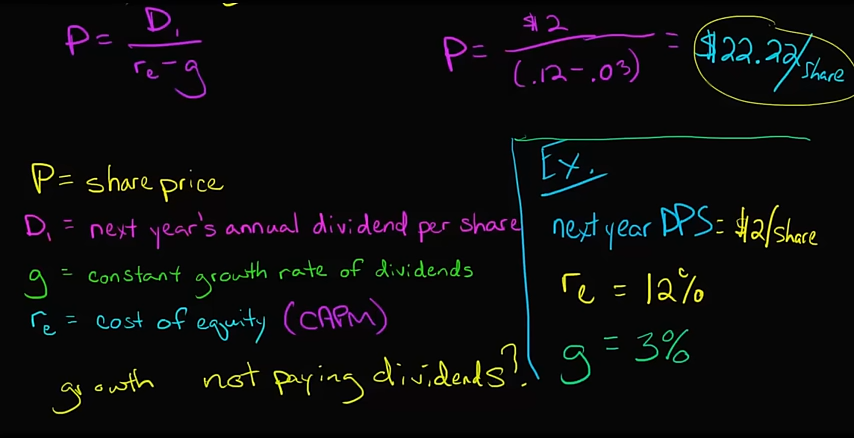 P = D₁ / (rₑ - g)
P = $2 / (.12 - .03) = $22.22/share
P = share price
D₁ = next year's annual dividend per share
g = constant growth rate of dividends
rₑ = cost of equity (CAPM)
growth not paying dividends?
Ex.
next year DPS = $2/share
rₑ = 12%
g = 3%